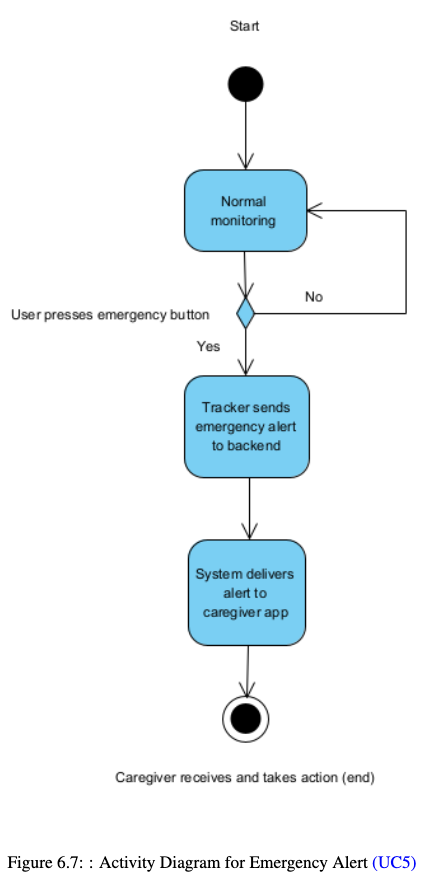 Start
Normal
monitoring
No
User presses emergency button
Yes
Tracker sends
emergency alert
to backend
System delivers
alert to
caregiver app
Caregiver receives and takes action (end)
Figure 6.7: : Activity Diagram for Emergency Alert (UC5)